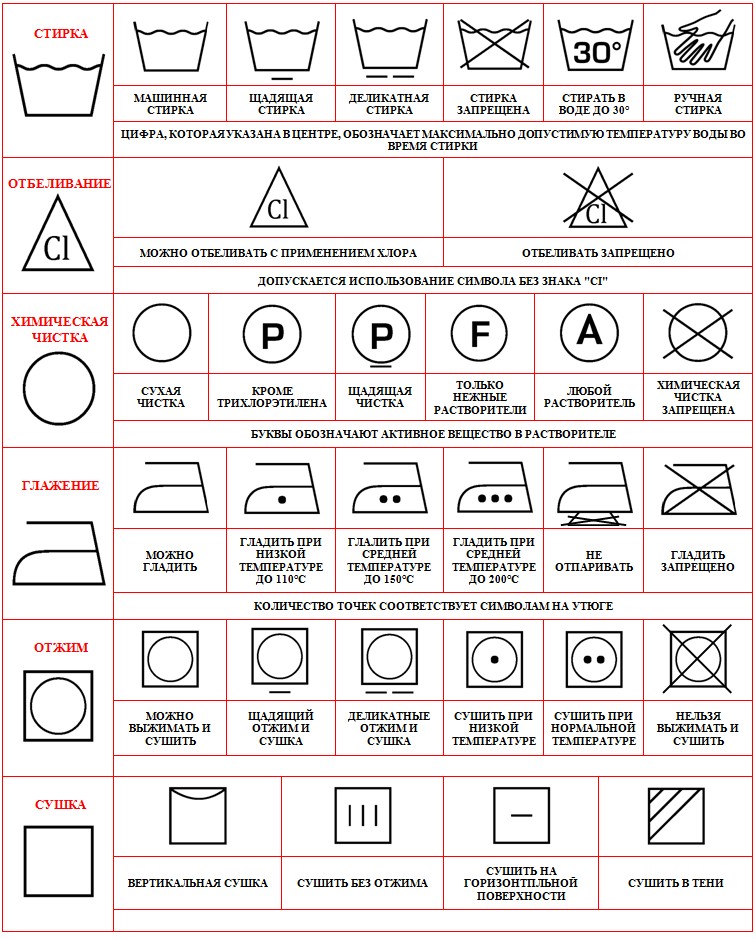 СТИРКА
МАШИННАЯ
СТИРКА
ЩАДЯЩАЯ
СТИРКА
ДЕЛИКАТНАЯ
СТИРКА
СТИРКА
ЗАПРЕЩЕНА
30°
СТИРАТЬ В
ВОДЕ ДО 30°
РУЧНАЯ
СТИРКА
ЦИФРА, КОТОРАЯ УКАЗАНА В ЦЕНТРЕ, ОБОЗНАЧАЕТ МАКСИМАЛЬНО ДОПУСТИМУЮ ТЕМПЕРАТУРУ ВОДЫ ВО
ВРЕМЯ СТИРКИ
ОТБЕЛИВАНИЕ
Cl
Cl
МОЖНО ОТБЕЛИВАТЬ С ПРИМЕНЕНИЕМ ХЛОРА
Cl
ОТБЕЛИВАТЬ ЗАПРЕЩЕНО
ДОПУСКАЕТСЯ ИСПОЛЬЗОВАНИЕ СИМВОЛА БЕЗ ЗНАКА "CI"
ХИМИЧЕСКАЯ
ЧИСТКА
СУХАЯ
ЧИСТКА
P
КРОМЕ
ТРИХЛОРЭТИЛЕНА
P
ЩАДЯЩАЯ
ЧИСТКА
F
ТОЛЬКО
НЕЖНЫЕ
РАСТВОРИТЕЛИ
A
ЛЮБОЙ
РАСТВОРИТЕЛЬ
ХИМИЧЕСКАЯ
ЧИСТКА
ЗАПРЕЩЕНА
БУКВЫ ОБОЗНАЧАЮТ АКТИВНОЕ ВЕЩЕСТВО В РАСТВОРИТЕЛЕ
ГЛАЖЕНИЕ
МОЖНО
ГЛАДИТЬ
ГЛАДИТЬ ПРИ
НИЗКОЙ
ТЕМПЕРАТУРЕ
ДО 110°С
ГЛАЛИТЬ ПРИ
СРЕДНЕЙ
ТЕМПЕРАТУРЕ
ДО 150°С
ГЛАДИТЬ ПРИ
СРЕДНЕЙ
ТЕМПЕРАТУРЕ
ДО 200°С
НЕ
ОТПАРИВАТЬ
ГЛАДИТЬ
ЗАПРЕЩЕНО
КОЛИЧЕСТВО ТОЧЕК СООТВЕТСТВУЕТ СИМВОЛАМ НА УТЮГЕ
ОТЖИМ
МОЖНО
ВЫЖИМАТЬ И
СУШИТЬ
ЩАДЯЩИЙ
ОТЖИМ И
СУШКА
ДЕЛИКАТНЫЕ
ОТЖИМ И
СУШКА
СУШИТЬ ПРИ
НИЗКОЙ
ТЕМПЕРАТУРЕ
СУШИТЬ ПРИ
НОРМАЛЬНОЙ
ТЕМПЕРАТУРЕ
НЕЛЬЗЯ
ВЫЖИМАТЬ И
СУШИТЬ
СУШКА
ВЕРТИКАЛЬНАЯ СУШКА
СУШИТЬ БЕЗ ОТЖИМА
СУШИТЬ НА
ГОРИЗОНТПЛЬНОЙ
ПОВЕРХНОСТИ
СУШИТЬ В ТЕНИ